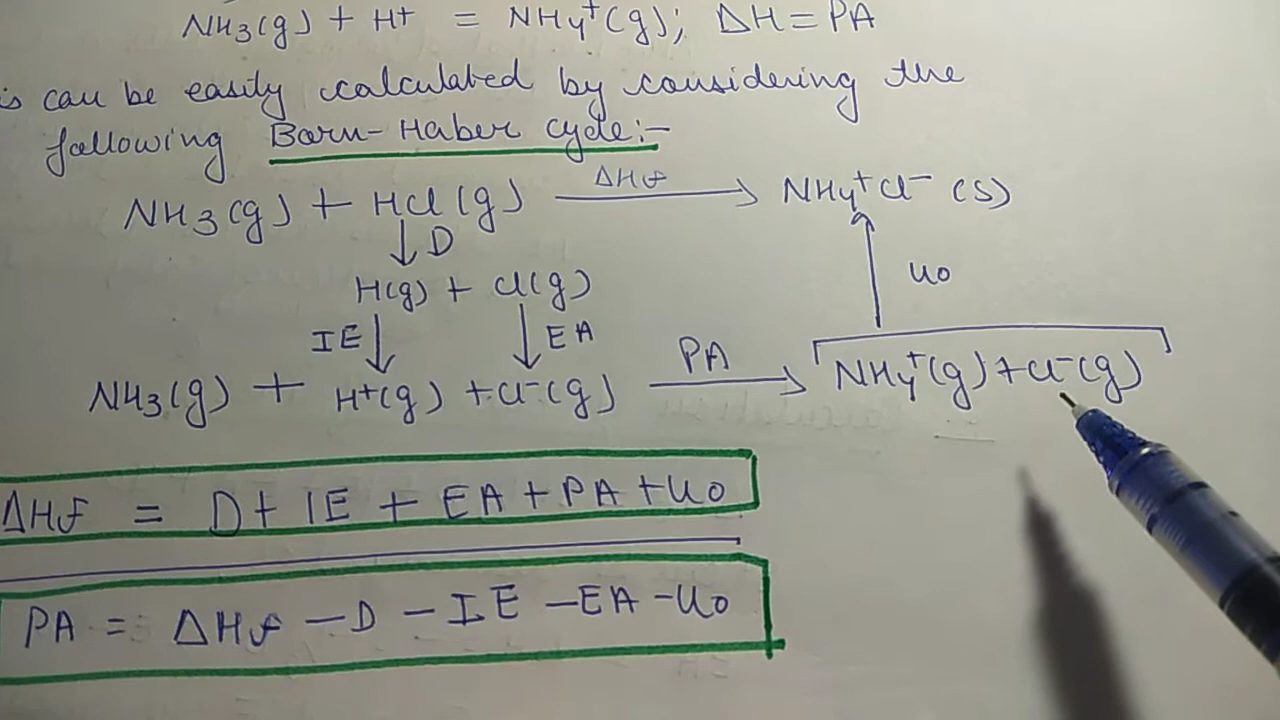 NH3(g) + H+ = NH4+(g); ΔH = PA
is can be easily calculated by considering the
following Born-Haber cycle:-
NH3(g) + HCl(g) ΔHf NH4+Cl- (S)
D
H(g) + Cl(g)
Uo
IE EA
PA
NH3(g) + H+(g) + Cl-(g) NH4+(g) + Cl-(g)
ΔHf = D + IE + EA + PA + Uo
PA = ΔHf - D - IE - EA - Uo